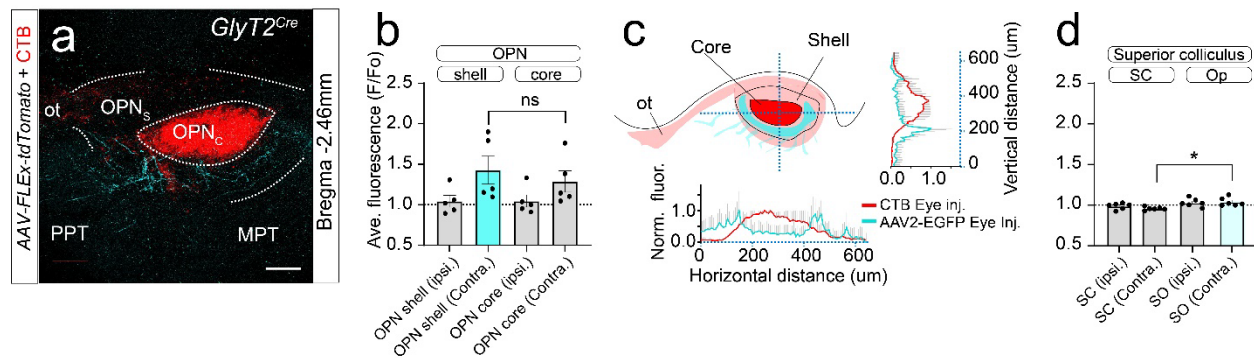 a
AAV-FLEx-tdTomato + CTB
GlyT2Cre
ot
OPNS
OPNC
PPT
MPT
Bregma -2.46mm
b
OPN
shell
core
ns
Ave. fluorescence (F/Fo)
2.5
2.0
1.5
1.0
0.5
OPN shell (ipsi.)
OPN shell (Contra.)
OPN core (ipsi.)
OPN core (Contra.)
c
Core
Shell
ot
600
400
200
0
Vertical distance (um)
0.0
1.0
Norm. fluor.
1.0
0.0
CTB Eye inj.
AAV2-EGFP Eye Inj.
0
200
400
600
Horizontal distance (um)
d
Superior colliculus
SC
Op
*
2.5
2.0
1.5
1.0
0.5
SC (ipsi.)
SC (Contra.)
SO (ipsi.)
SO (Contra.)